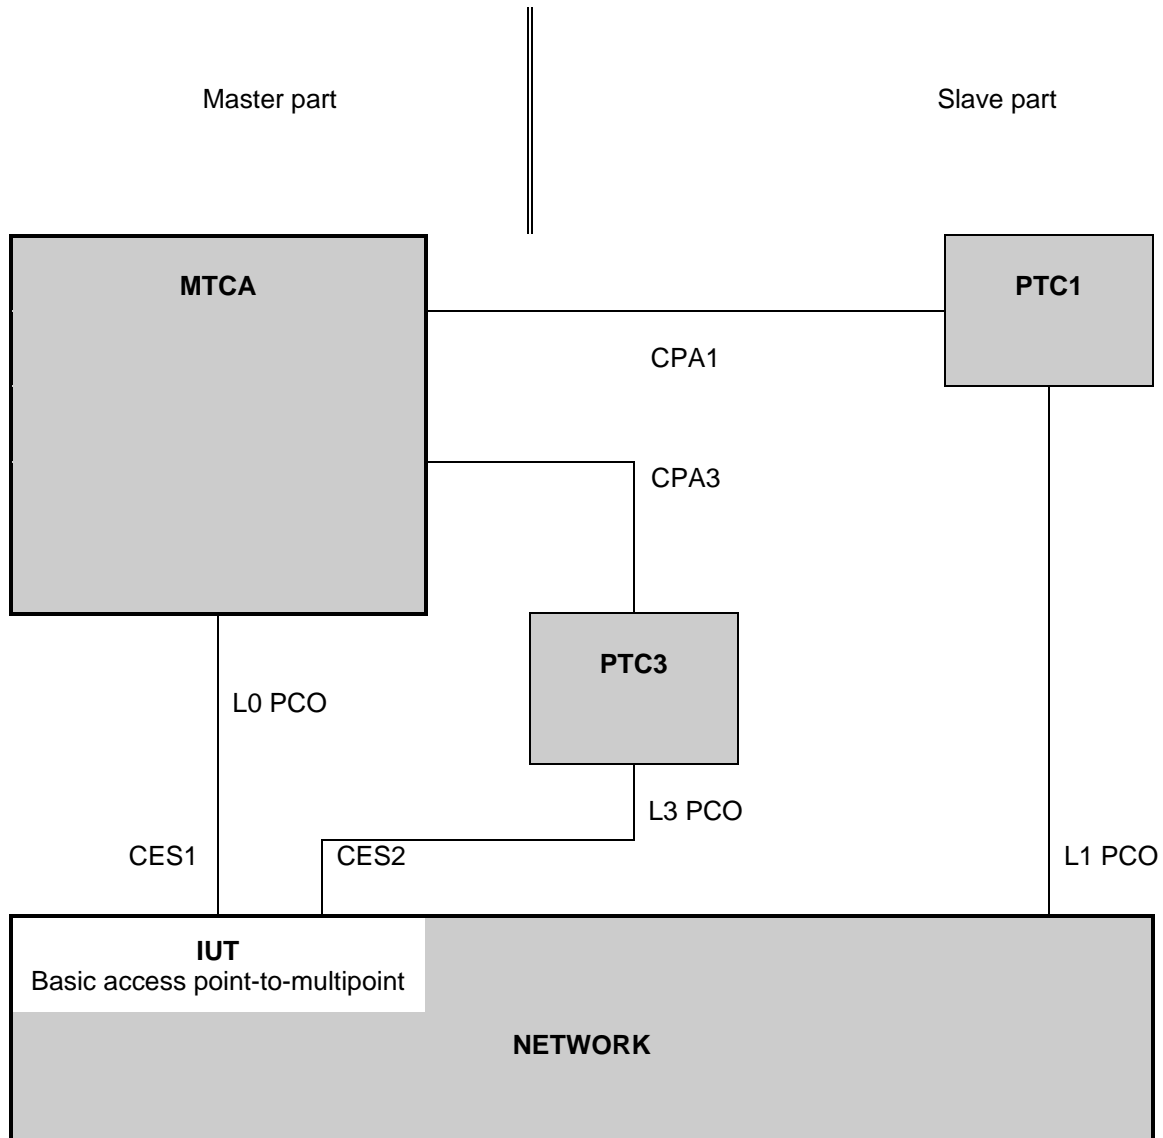 Master part
Slave part
MTCA
PTC1
CPA1
CPA3
PTC3
L0 PCO
L3 PCO
CES1
CES2
L1 PCO
IUT
Basic access point-to-multipoint
NETWORK